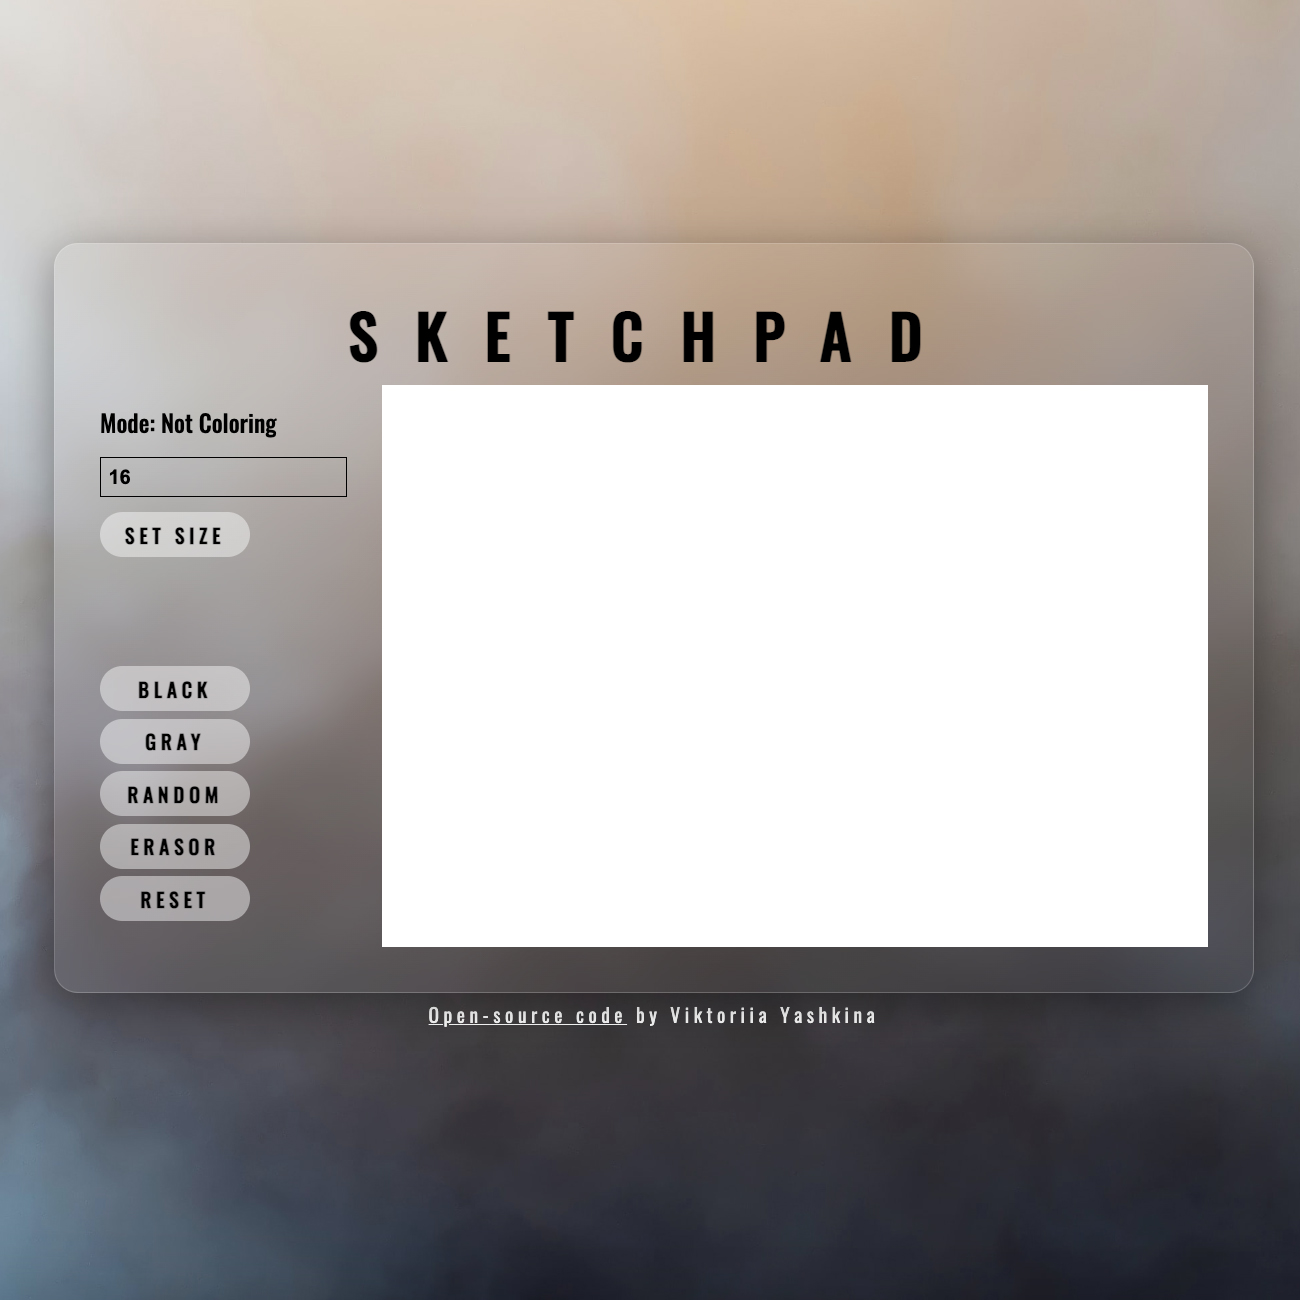 SKETCHPAD
Mode: Not Coloring
16
SET SIZE
BLACK
GRAY
RANDOM
ERASOR
RESET
Open-source code by Viktoriia Yashkina